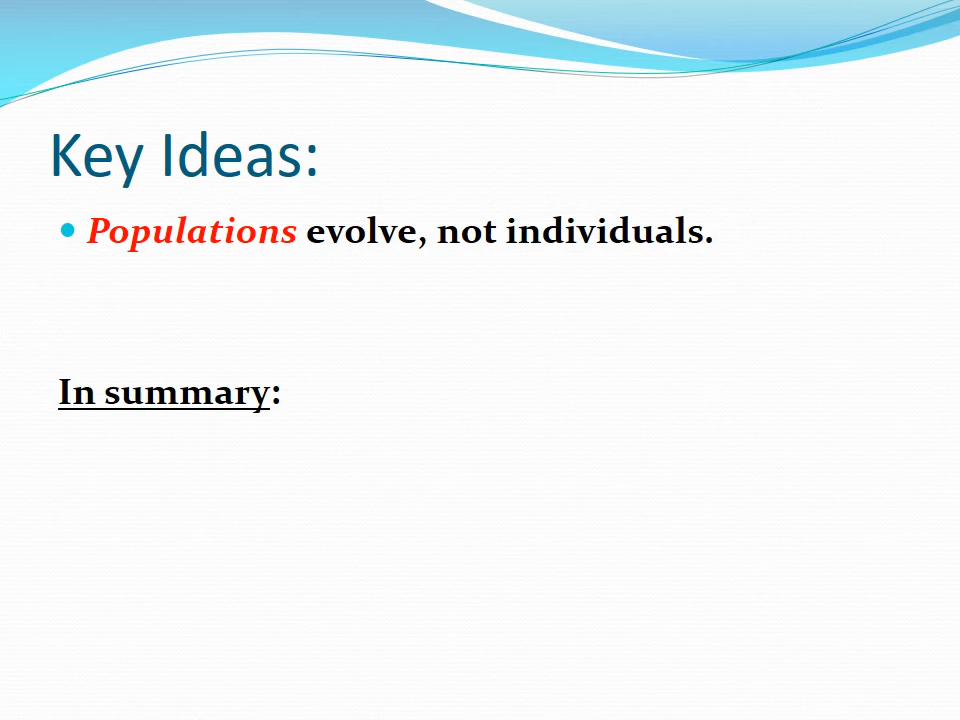 Key Ideas:
Populations evolve, not individuals.
In summary: